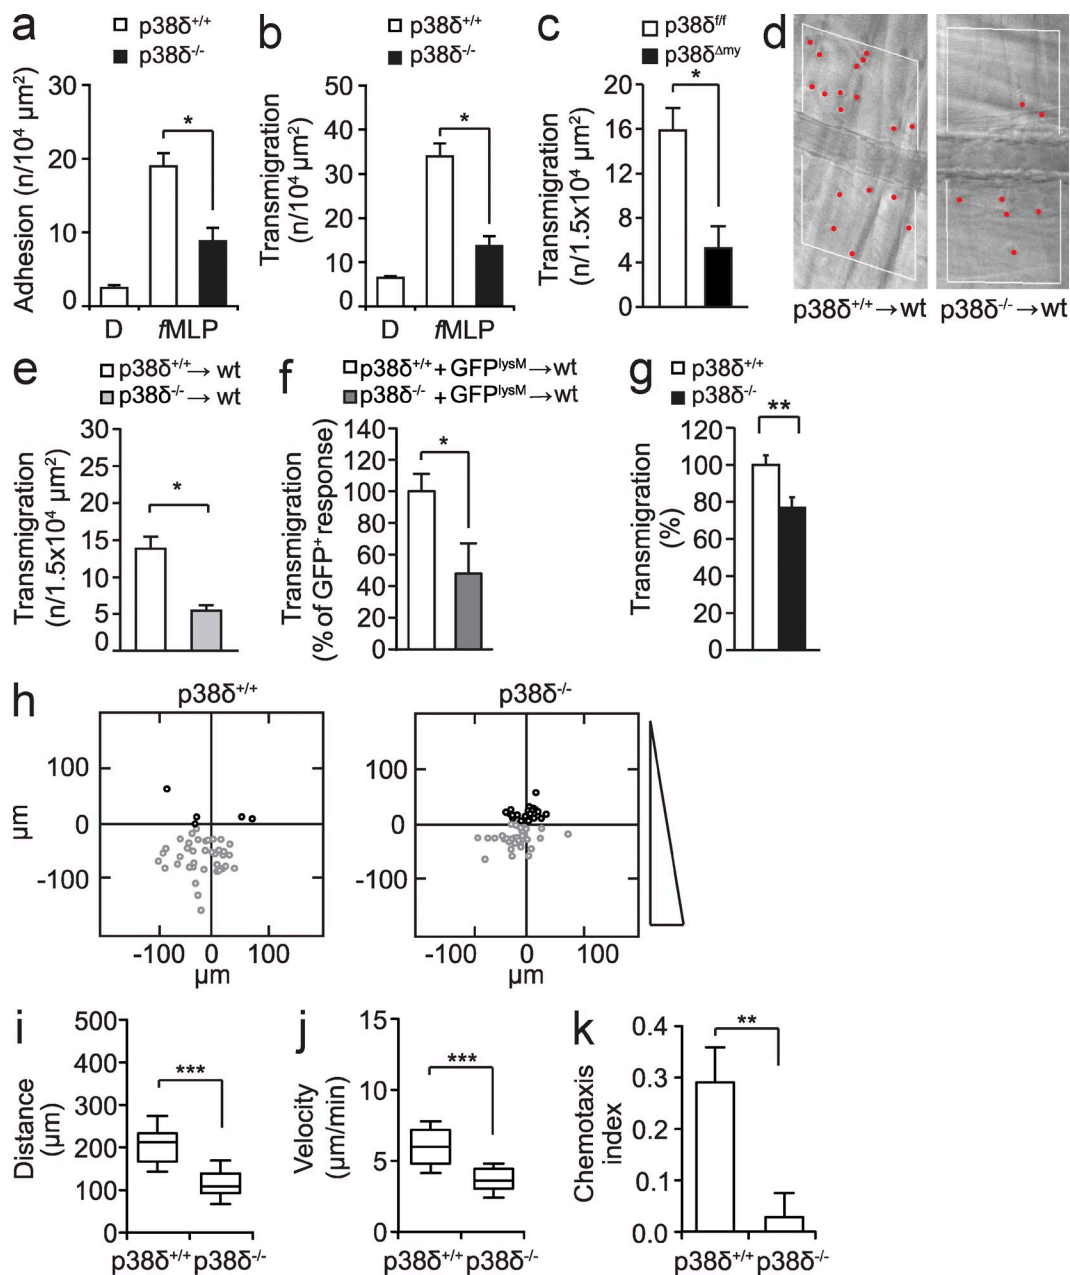 a
p38δ+/+
p38δ-/-
Adhesion (n/10⁴ μm²)
30
20
10
0
*
D
fMLP
b
p38δ+/+
p38δ-/-
Transmigration
(n/10⁴ μm²)
50
40
30
20
10
0
*
D
fMLP
c
p38δf/f
p38δΔmy
Transmigration
(n/1.5x10⁴ μm²)
20
16
12
8
4
0
*
d
p38δ+/+→wt
p38δ-/-→wt
e
p38δ+/+→ wt
p38δ-/-→ wt
Transmigration
(n/1.5x10⁴ μm²)
30
25
20
15
10
5
0
*
f
p38δ+/+ + GFPlysM →wt
p38δ-/- + GFPlysM →wt
Transmigration
(% of GFP+ response)
140
120
100
80
60
40
20
0
*
g
p38δ+/+
p38δ-/-
Transmigration
(%)
120
100
80
60
40
20
0
**
h
p38δ+/+
μm
100
0
-100
-100 0 100
μm
p38δ-/-
100
0
-100
-100 0 100
μm
i
Distance
(μm)
500
400
300
200
100
0
***
p38δ+/+ p38δ-/-
j
Velocity
(μm/min)
15
10
5
0
***
p38δ+/+ p38δ-/-
k
Chemotaxis
index
0.4
0.3
0.2
0.1
0.0
**
p38δ+/+ p38δ-/-